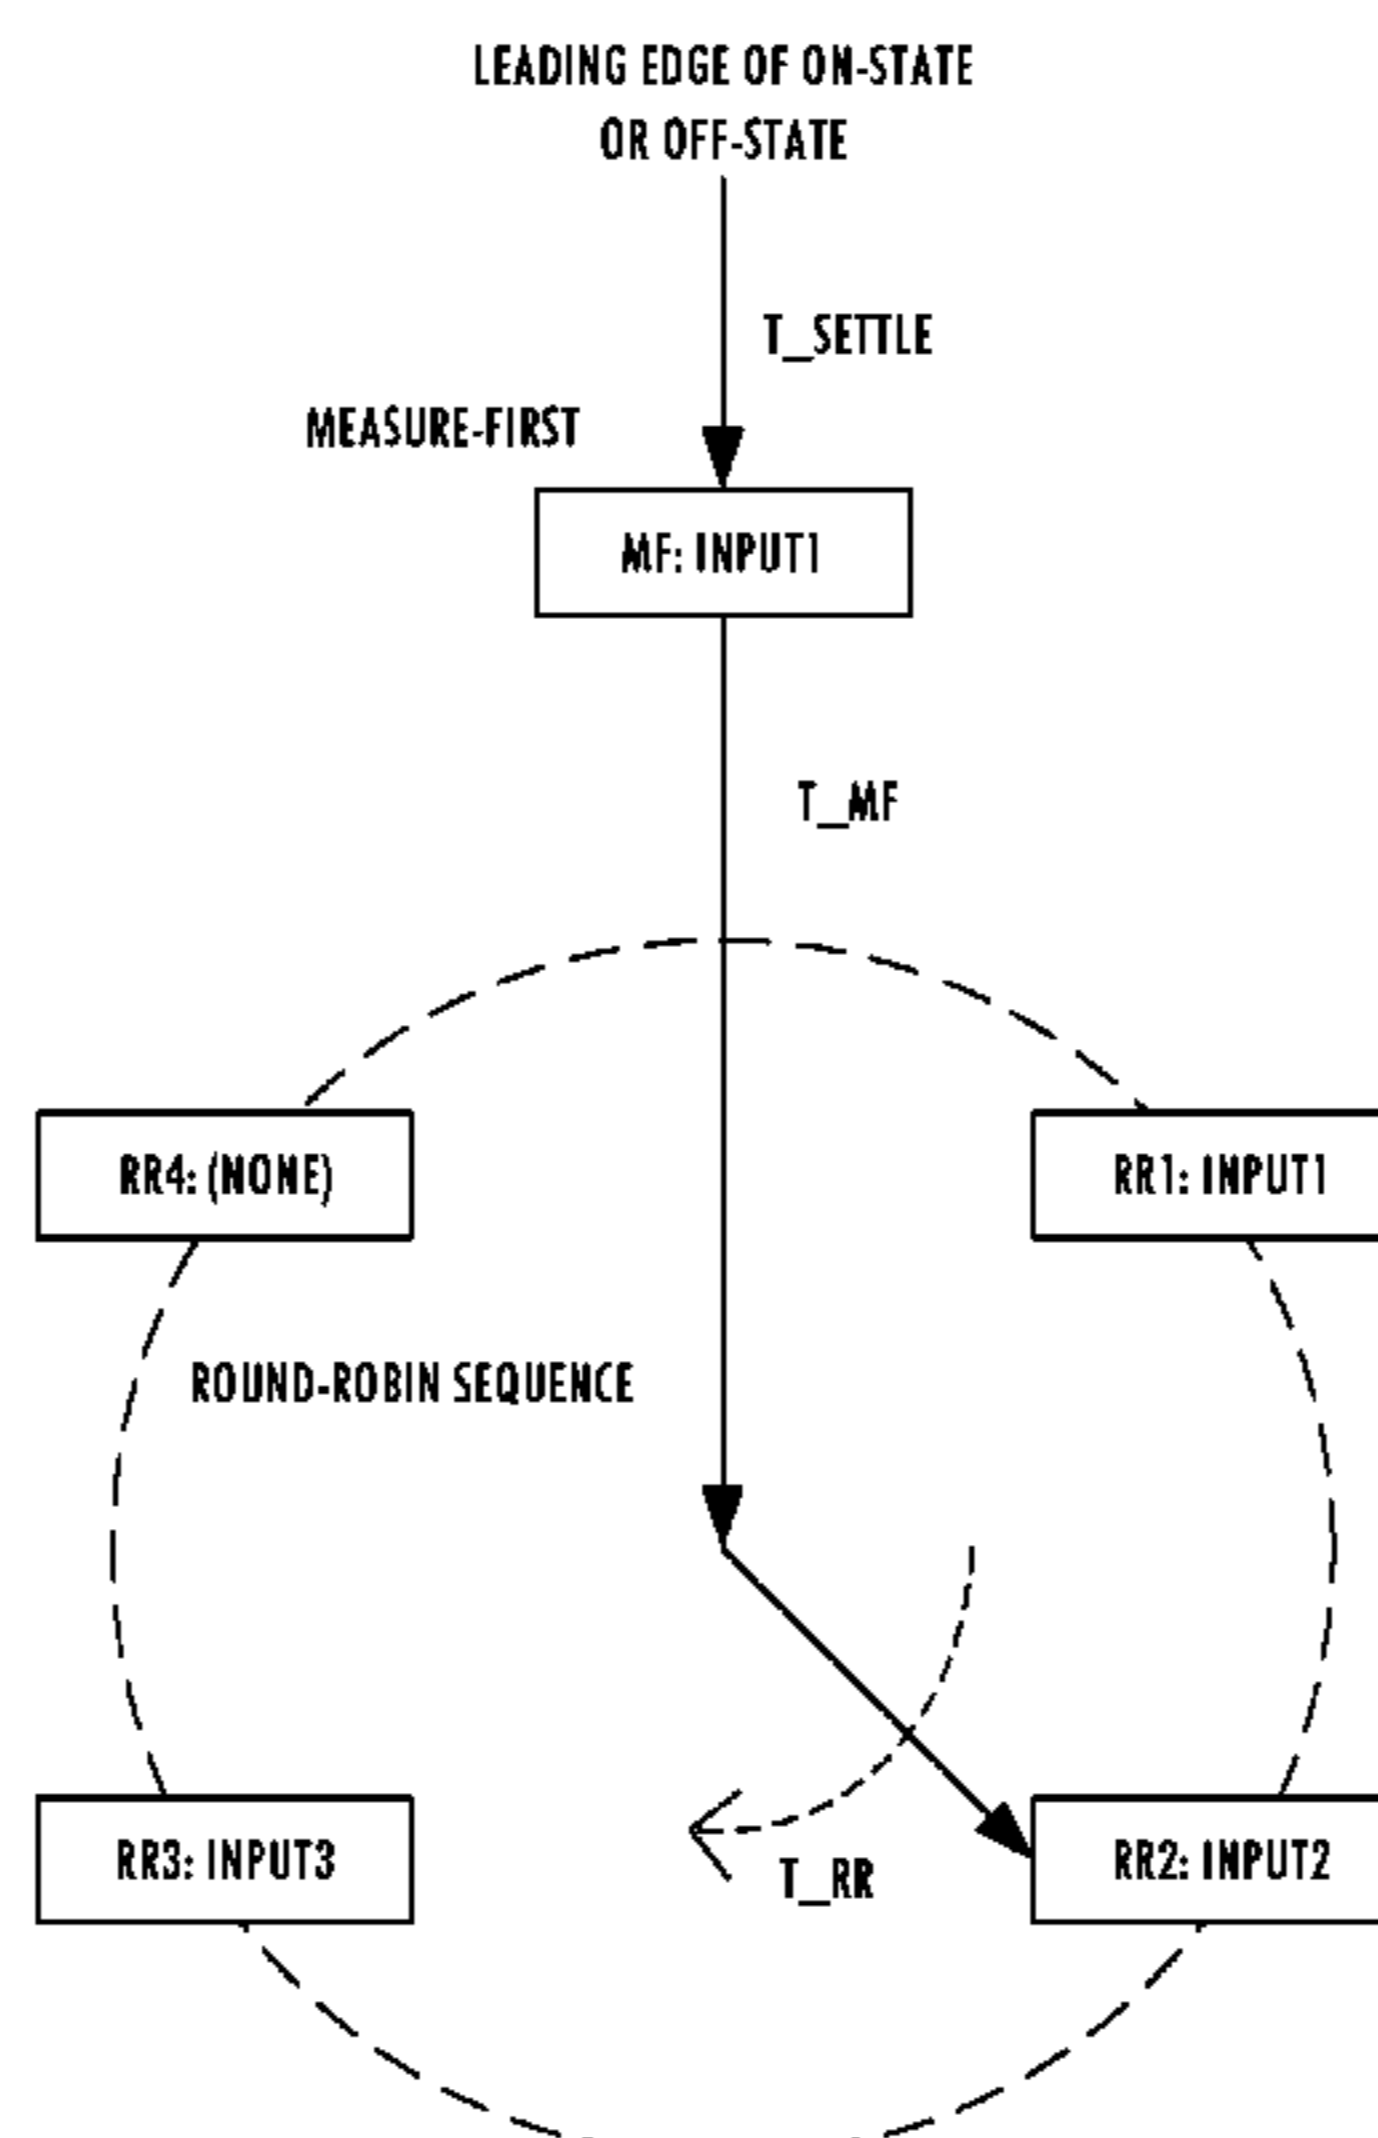 LEADING EDGE OF ON-STATE
OR OFF-STATE
T_SETTLE
MEASURE-FIRST
MF: INPUT1
T_MF
RR4: (NONE)
RR1: INPUT1
ROUND-ROBIN SEQUENCE
RR3: INPUT3
T_RR
RR2: INPUT2